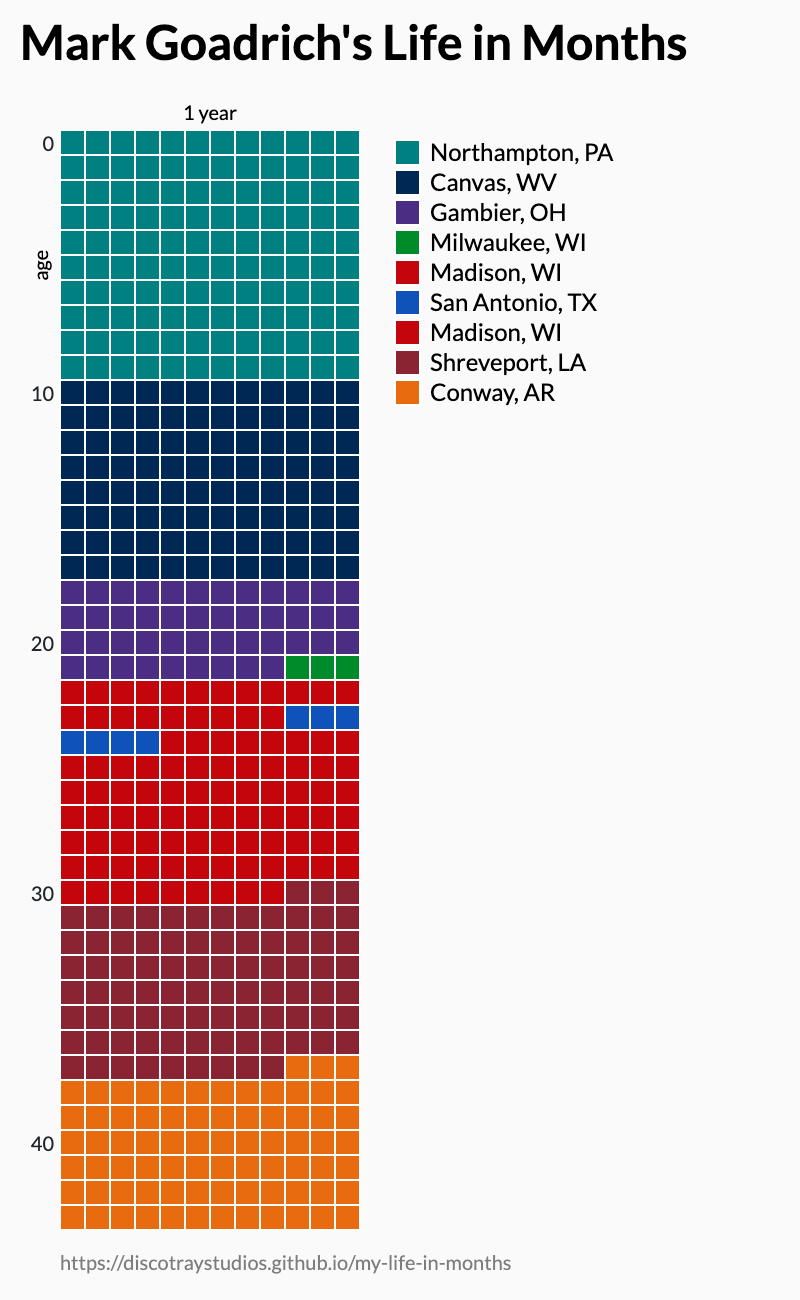 Mark Goadrich's Life in Months
1 year
0
age
10
20
30
40
Northampton, PA
Canvas, WV
Gambier, OH
Milwaukee, WI
Madison, WI
San Antonio, TX
Madison, WI
Shreveport, LA
Conway, AR
https://discotraystudios.github.io/my-life-in-months